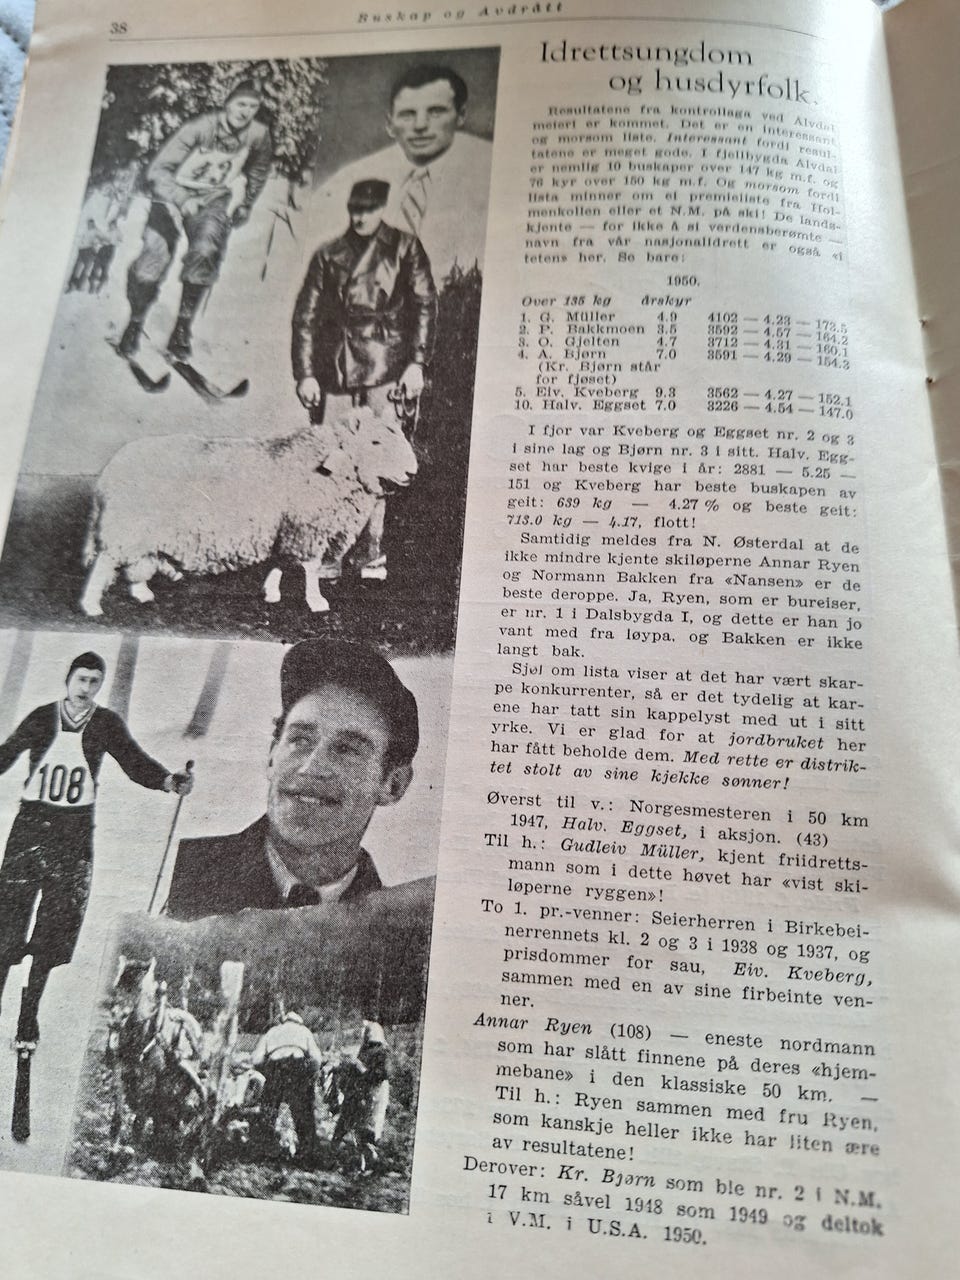 38
Buskap og Avdrått
Idrettsungdom
og husdyrfolk.
Resultatene fra kontrollaga ved Alvdal
meieri er kommet. Det er en interessant
og morsom liste. Interessant fordi resul-
tatene er meget gode. I fjellbygda Alvdal
er nemlig 10 buskaper over 147 kg m.f. og
76 kyr over 150 kg m.f. Og morsom fordi
lista minner om ei premieliste fra Hol-
menkollen eller et N.M. på ski! De lands-
kjente — for ikke å si verdensberømte —
navn fra vår nasjonalidrett er også «i
teten» her. Se bare:
1950.
Over 135 kg årskyr
1. G. Müller 4.9 4102 — 4.23 — 173.5
2. P. Bakkmoen 3.5 3592 — 4.57 — 164.2
3. O. Gjelten 4.7 3712 — 4.31 — 160.1
4. A. Bjørn 7.0 3591 — 4.29 — 154.3
(Kr. Bjørn står
for fjøset)
5. Eiv. Kveberg 9.3 3562 — 4.27 — 152.1
10. Halv. Eggset 7.0 3226 — 4.54 — 147.0
I fjor var Kveberg og Eggset nr. 2 og 3
i sine lag og Bjørn nr. 3 i sitt. Halv. Egg-
set har beste kvige i år: 2881 — 5.25 —
151 og Kveberg har beste buskapen av
geit: 639 kg — 4.27 % og beste geit:
713.0 kg — 4.17, flott!
Samtidig meldes fra N. Østerdal at de
ikke mindre kjente skiløperne Annar Ryen
og Normann Bakken fra «Nansen» er de
beste deroppe. Ja, Ryen, som er bureiser,
er nr. 1 i Dalsbygda I, og dette er han jo
vant med fra løypa, og Bakken er ikke
langt bak.
Sjøl om lista viser at det har vært skar-
pe konkurrenter, så er det tydelig at kar-
ene har tatt sin kappelyst med ut i sitt
yrke. Vi er glad for at jordbruket her
har fått beholde dem. Med rette er distrik-
tet stolt av sine kjekke sønner!
Øverst til v.: Norgesmesteren i 50 km
1947, Halv. Eggset, i aksjon. (43)
Til h.: Gudleiv Müller, kjent friidretts-
mann som i dette høvet har «vist ski-
løperne ryggen»!
To 1. pr.-venner: Seierherren i Birkebei-
nerrennets kl. 2 og 3 i 1938 og 1937, og
prisdommer for sau, Eiv. Kveberg,
sammen med en av sine firbeinte ven-
ner.
Annar Ryen (108) — eneste nordmann
som har slått finnene på deres «hjem-
mebane» i den klassiske 50 km. —
Til h.: Ryen sammen med fru Ryen,
som kanskje heller ikke har liten ære
av resultatene!
Derover: Kr. Bjørn som ble nr. 2 i N.M.
17 km såvel 1948 som 1949 og deltok
i V.M. i U.S.A. 1950.
43
108